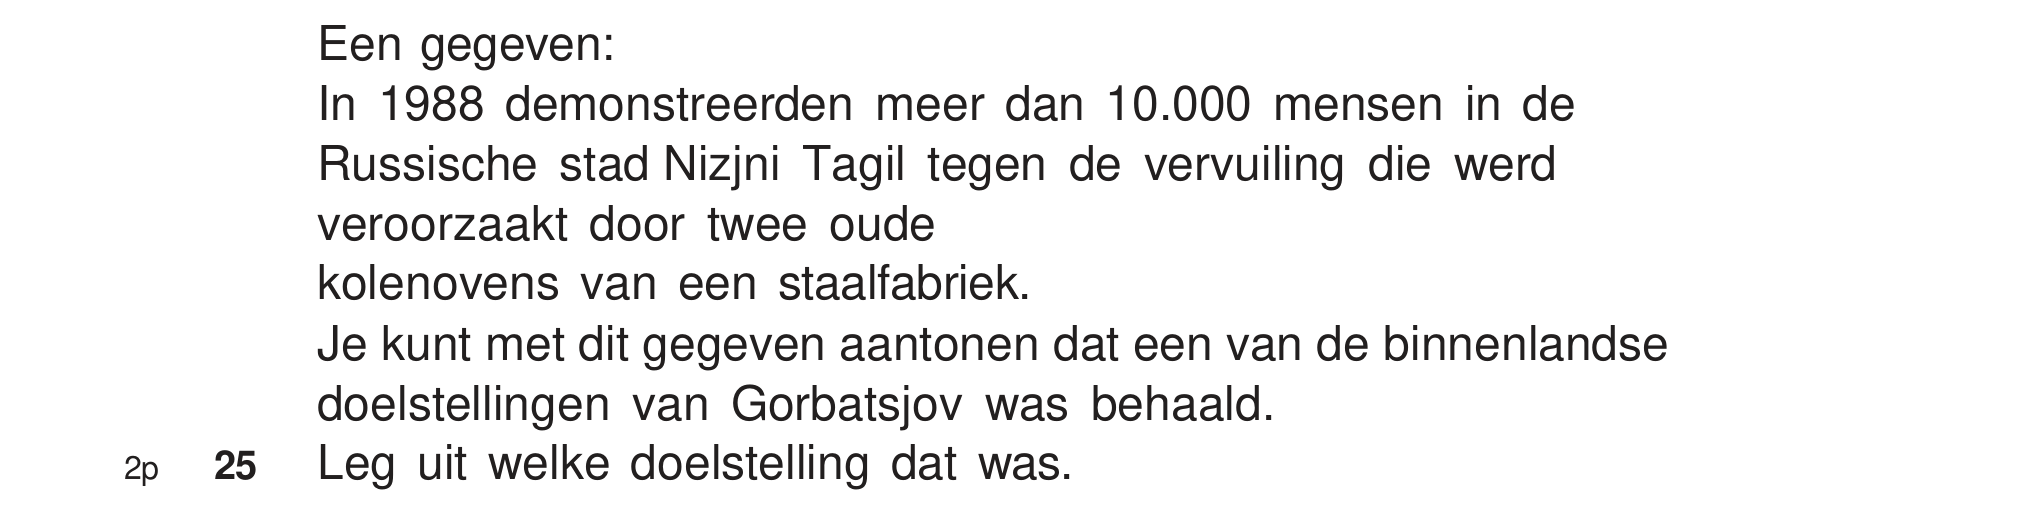 Een gegeven:
In 1988 demonstreerden meer dan 10.000 mensen in de
Russische stad Nizjni Tagil tegen de vervuiling die werd
veroorzaakt door twee oude
kolenovens van een staalfabriek.
Je kunt met dit gegeven aantonen dat een van de binnenlandse
doelstellingen van Gorbatsjov was behaald.
2p 25 Leg uit welke doelstelling dat was.